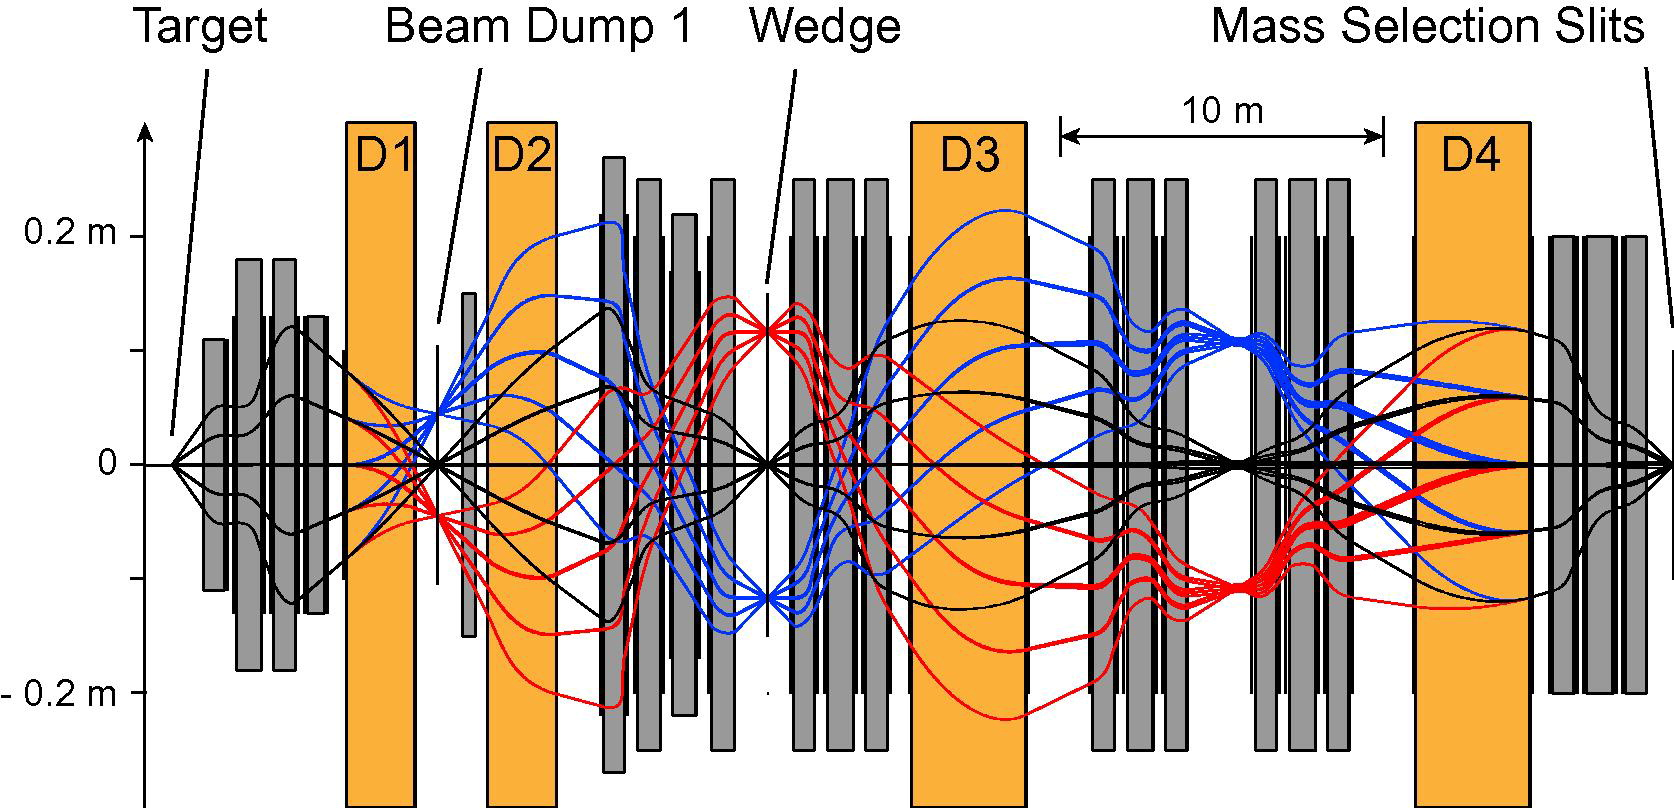 Target
Beam Dump 1
Wedge
Mass Selection Slits
10 m
D1
D2
D3
D4
0.2 m
0
- 0.2 m